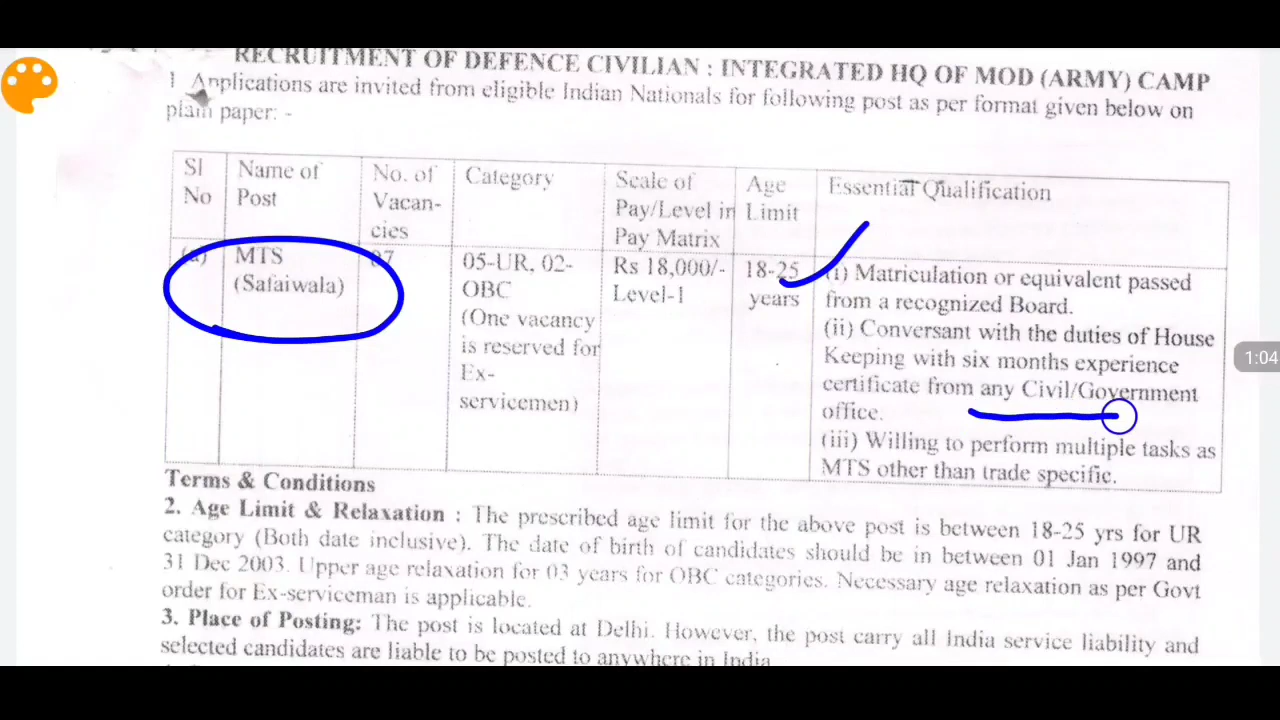 RECRUITMENT OF DEFENCE CIVILIAN : INTEGRATED HQ OF MOD (ARMY) CAMP
1 Applications are invited from eligible Indian Nationals for following post as per format given below on
plain paper: -
Sl
No
Name of
Post
No. of
Vacan-
cies
Category
Scale of
Pay/Level in
Pay Matrix
Age
Limit
Essential Qualification
(a)
MTS
(Safaiwala)
07
05-UR, 02-
OBC
(One vacancy
is reserved for
Ex-
servicemen)
Rs 18,000/-
Level-1
18-25
years
(i) Matriculation or equivalent passed
from a recognized Board.
(ii) Conversant with the duties of House
Keeping with six months experience
certificate from any Civil/Government
office.
(iii) Willing to perform multiple tasks as
MTS other than trade specific.
Terms & Conditions
2. Age Limit & Relaxation : The prescribed age limit for the above post is between 18-25 yrs for UR
category (Both date inclusive). The date of birth of candidates should be in between 01 Jan 1997 and
31 Dec 2003. Upper age relaxation for 03 years for OBC categories. Necessary age relaxation as per Govt
order for Ex-serviceman is applicable.
3. Place of Posting: The post is located at Delhi. However, the post carry all India service liability and
selected candidates are liable to be posted to anywhere in India
1:04